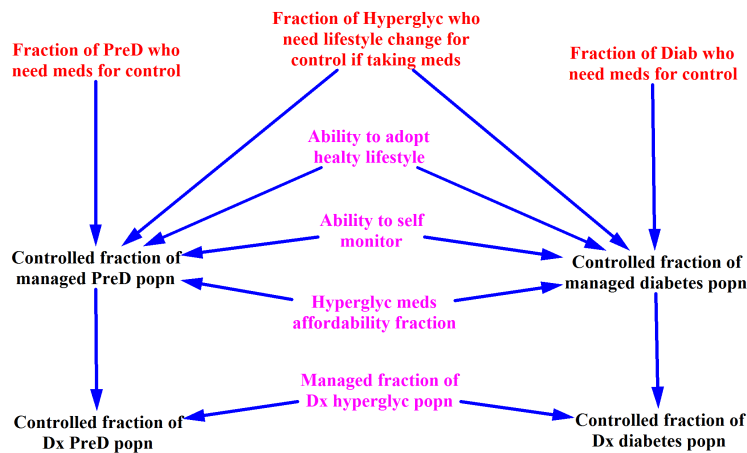 Fraction of Hyperglyc who
need lifestyle change for
control if taking meds
Fraction of PreD who
need meds for control
Fraction of Diab who
need meds for control
Ability to adopt
healty lifestyle
Ability to self
monitor
Controlled fraction of
managed PreD popn
Controlled fraction of
managed diabetes popn
Hyperglyc meds
affordability fraction
Managed fraction of
Dx hyperglyc popn
Controlled fraction of
Dx PreD popn
Controlled fraction of
Dx diabetes popn